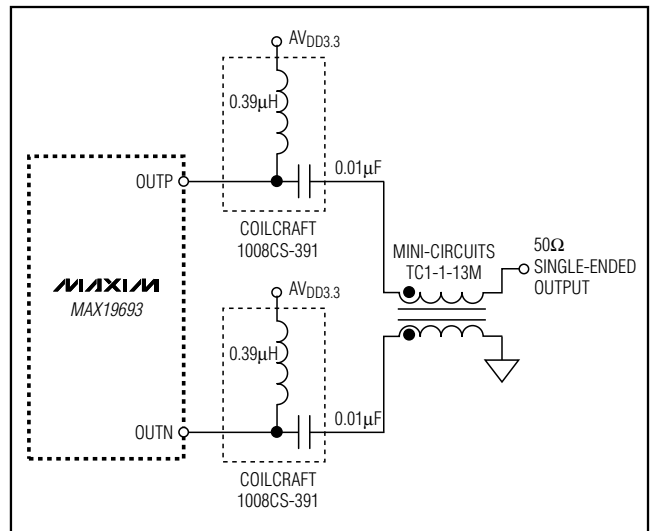 AVDD3.3
0.39μH
0.01μF
OUTP
COILCRAFT
1008CS-391
MAXIM
MAX19693
MINI-CIRCUITS
TC1-1-13M
50Ω
SINGLE-ENDED
OUTPUT
AVDD3.3
0.39μH
0.01μF
OUTN
COILCRAFT
1008CS-391